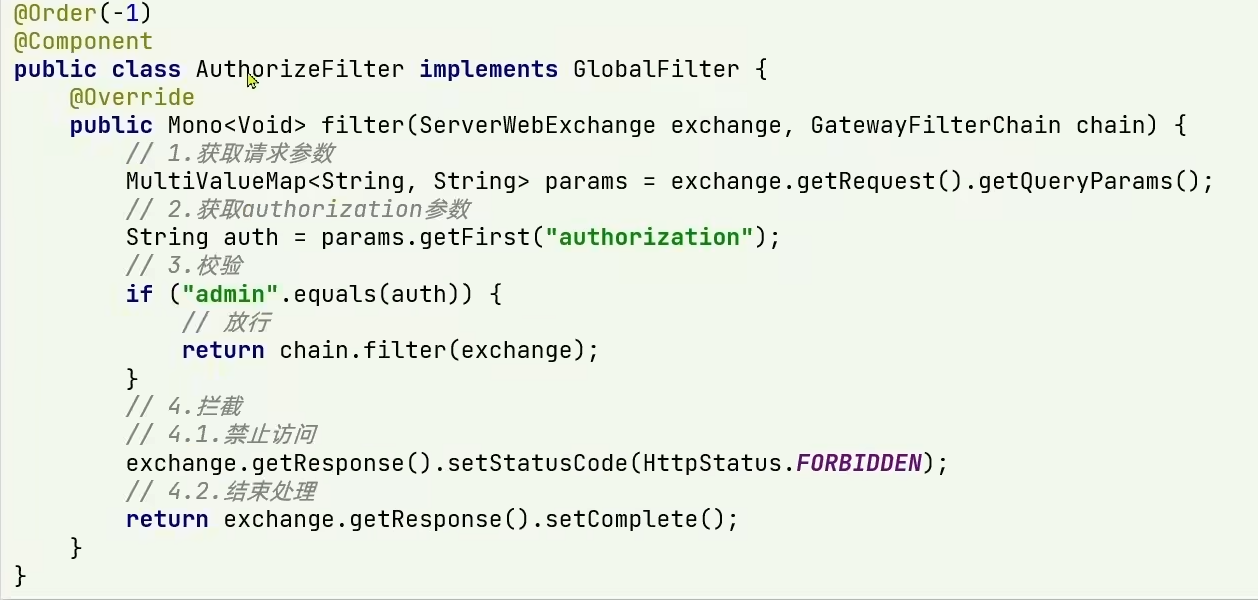 @Order(-1)
@Component
public class AuthorizeFilter implements GlobalFilter {
@Override
public Mono<Void> filter(ServerWebExchange exchange, GatewayFilterChain chain) {
// 1.获取请求参数
MultiValueMap<String, String> params = exchange.getRequest().getQueryParams();
// 2.获取authorization参数
String auth = params.getFirst("authorization");
// 3.校验
if ("admin".equals(auth)) {
// 放行
return chain.filter(exchange);
}
// 4.拦截
// 4.1.禁止访问
exchange.getResponse().setStatusCode(HttpStatus.FORBIDDEN);
// 4.2.结束处理
return exchange.getResponse().setComplete();
}
}